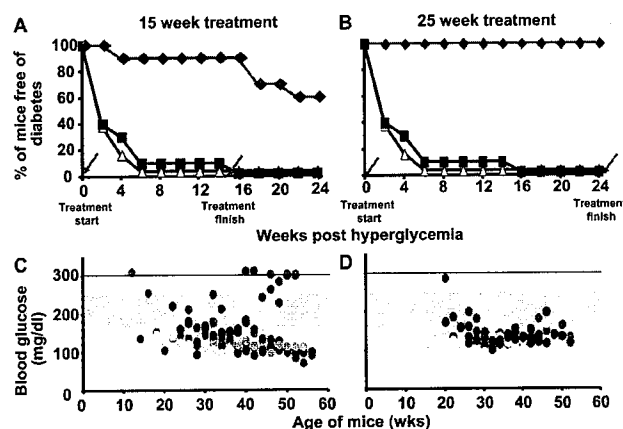 A 15 week treatment
B 25 week treatment
% of mice free of diabetes
100
80
60
40
20
0
0 4 8 12 16 20 24
0 4 8 12 16 20 24
Treatment start
Treatment finish
Treatment start
Treatment finish
Weeks post hyperglycemia
C
D
Blood glucose (mg/dl)
300
200
100
0
0 10 20 30 40 50 60
0 10 20 30 40 50 60
Age of mice (wks)